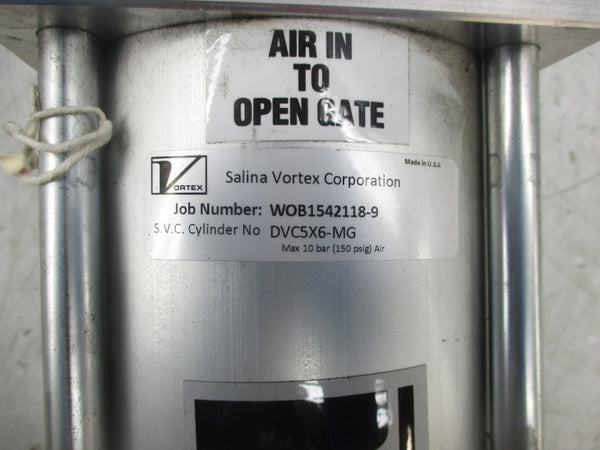 AIR IN
TO
OPEN GATE
Made in U.S.A.
VORTEX
Salina Vortex Corporation
Job Number: WOB1542118-9
S.V.C. Cylinder No DVC5X6-MG
Max 10 bar (150 psig) Air